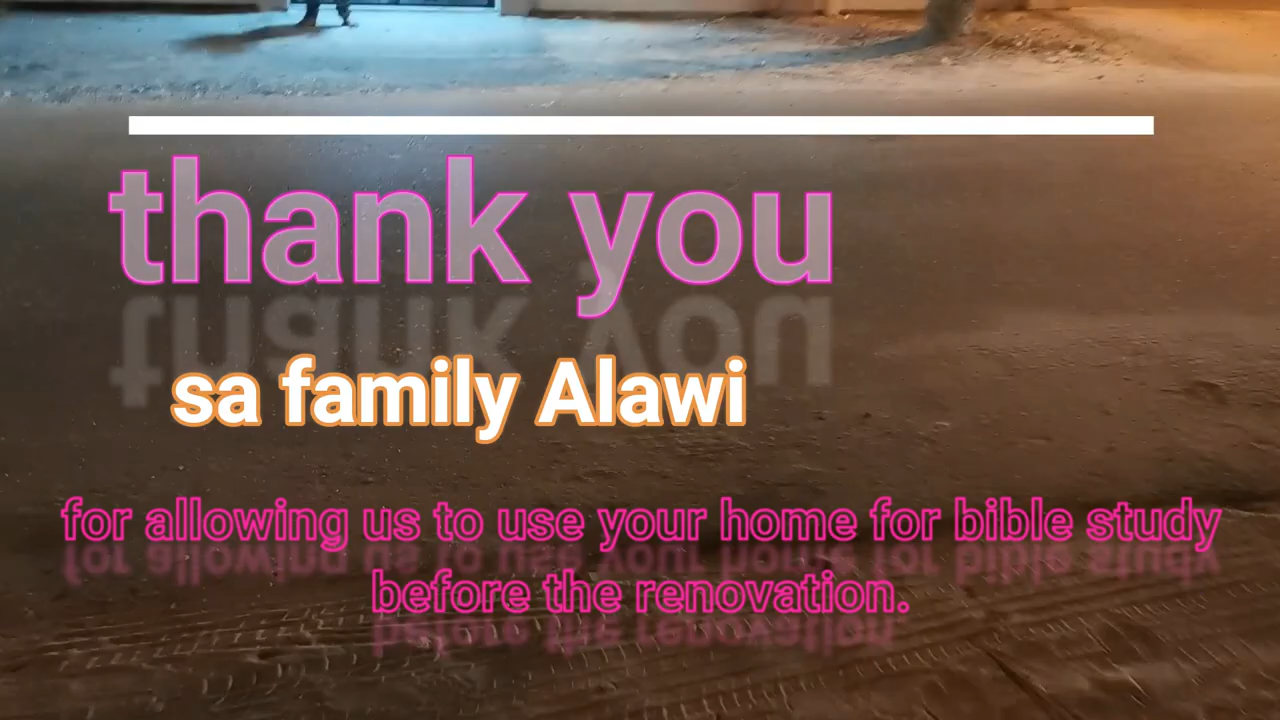 thank you
sa family Alawi
for allowing us to use your home for bible study
before the renovation.